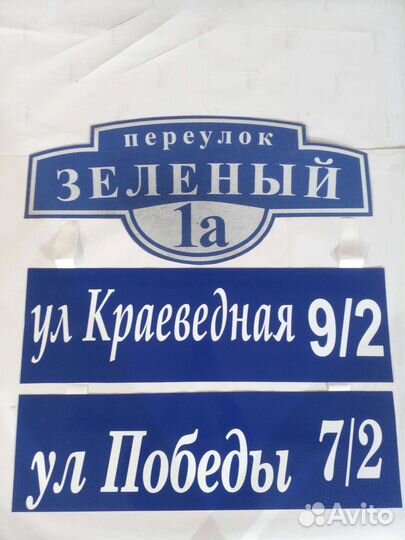 переулок
ЗЕЛЕНЫЙ
1а
ул Краеведная 9/2
ул Победы 7/2
Avito